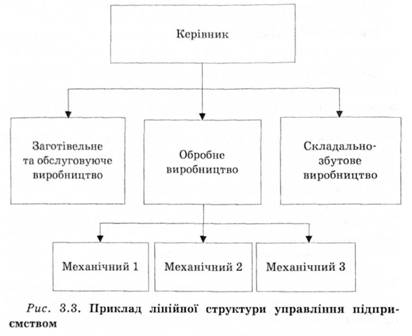 Керівник
Заготівельне
та обслуговуюче
виробництво
Обробне
виробництво
Складально-
збутове
виробництво
Механічний 1
Механічний 2
Механічний 3
Рис. 3.3. Приклад лінійної структури управління підпри-
ємством